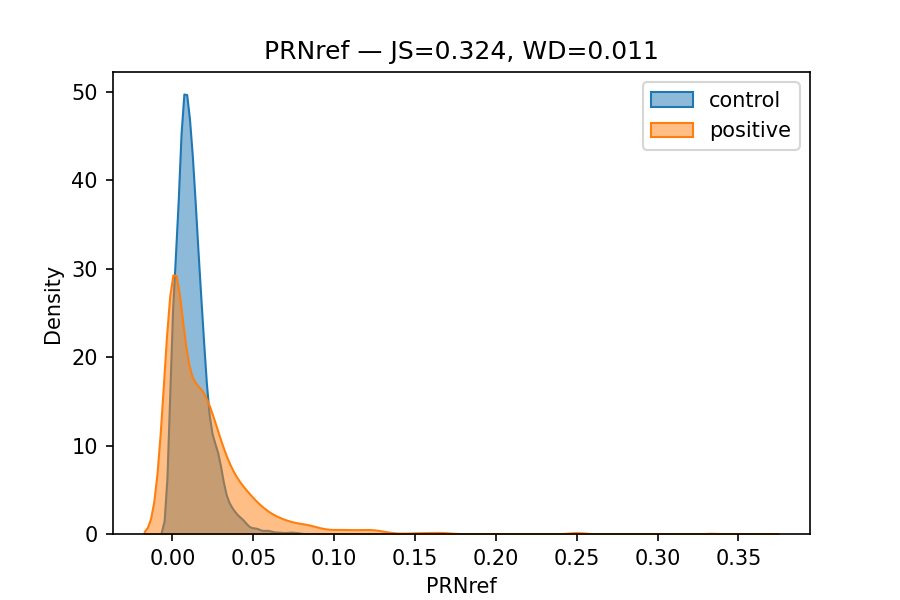 PRNref — JS=0.324, WD=0.011
control
positive
Density
50
40
30
20
10
0
0.00 0.05 0.10 0.15 0.20 0.25 0.30 0.35
PRNref